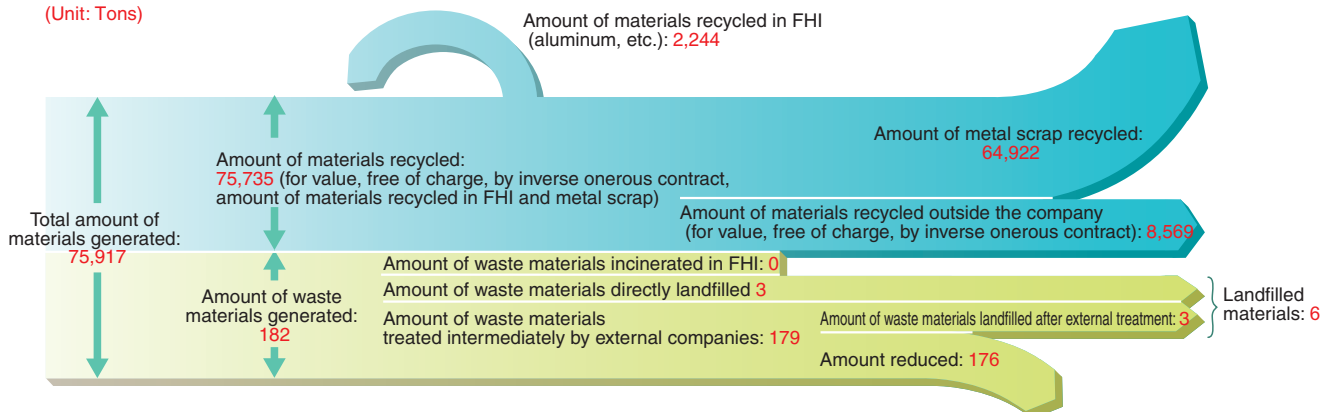 (Unit: Tons)
Amount of materials recycled in FHI
(aluminum, etc.): 2,244
Amount of metal scrap recycled:
64,922
Amount of materials recycled:
75,735 (for value, free of charge, by inverse onerous contract,
amount of materials recycled in FHI and metal scrap)
Total amount of
materials generated:
75,917
Amount of materials recycled outside the company
(for value, free of charge, by inverse onerous contract): 8,569
Amount of waste materials incinerated in FHI: 0
Amount of waste materials directly landfilled 3
Amount of waste
materials generated:
182
Amount of waste materials
treated intermediately by external companies: 179
Amount of waste materials landfilled after external treatment: 3
Landfilled
materials: 6
Amount reduced: 176